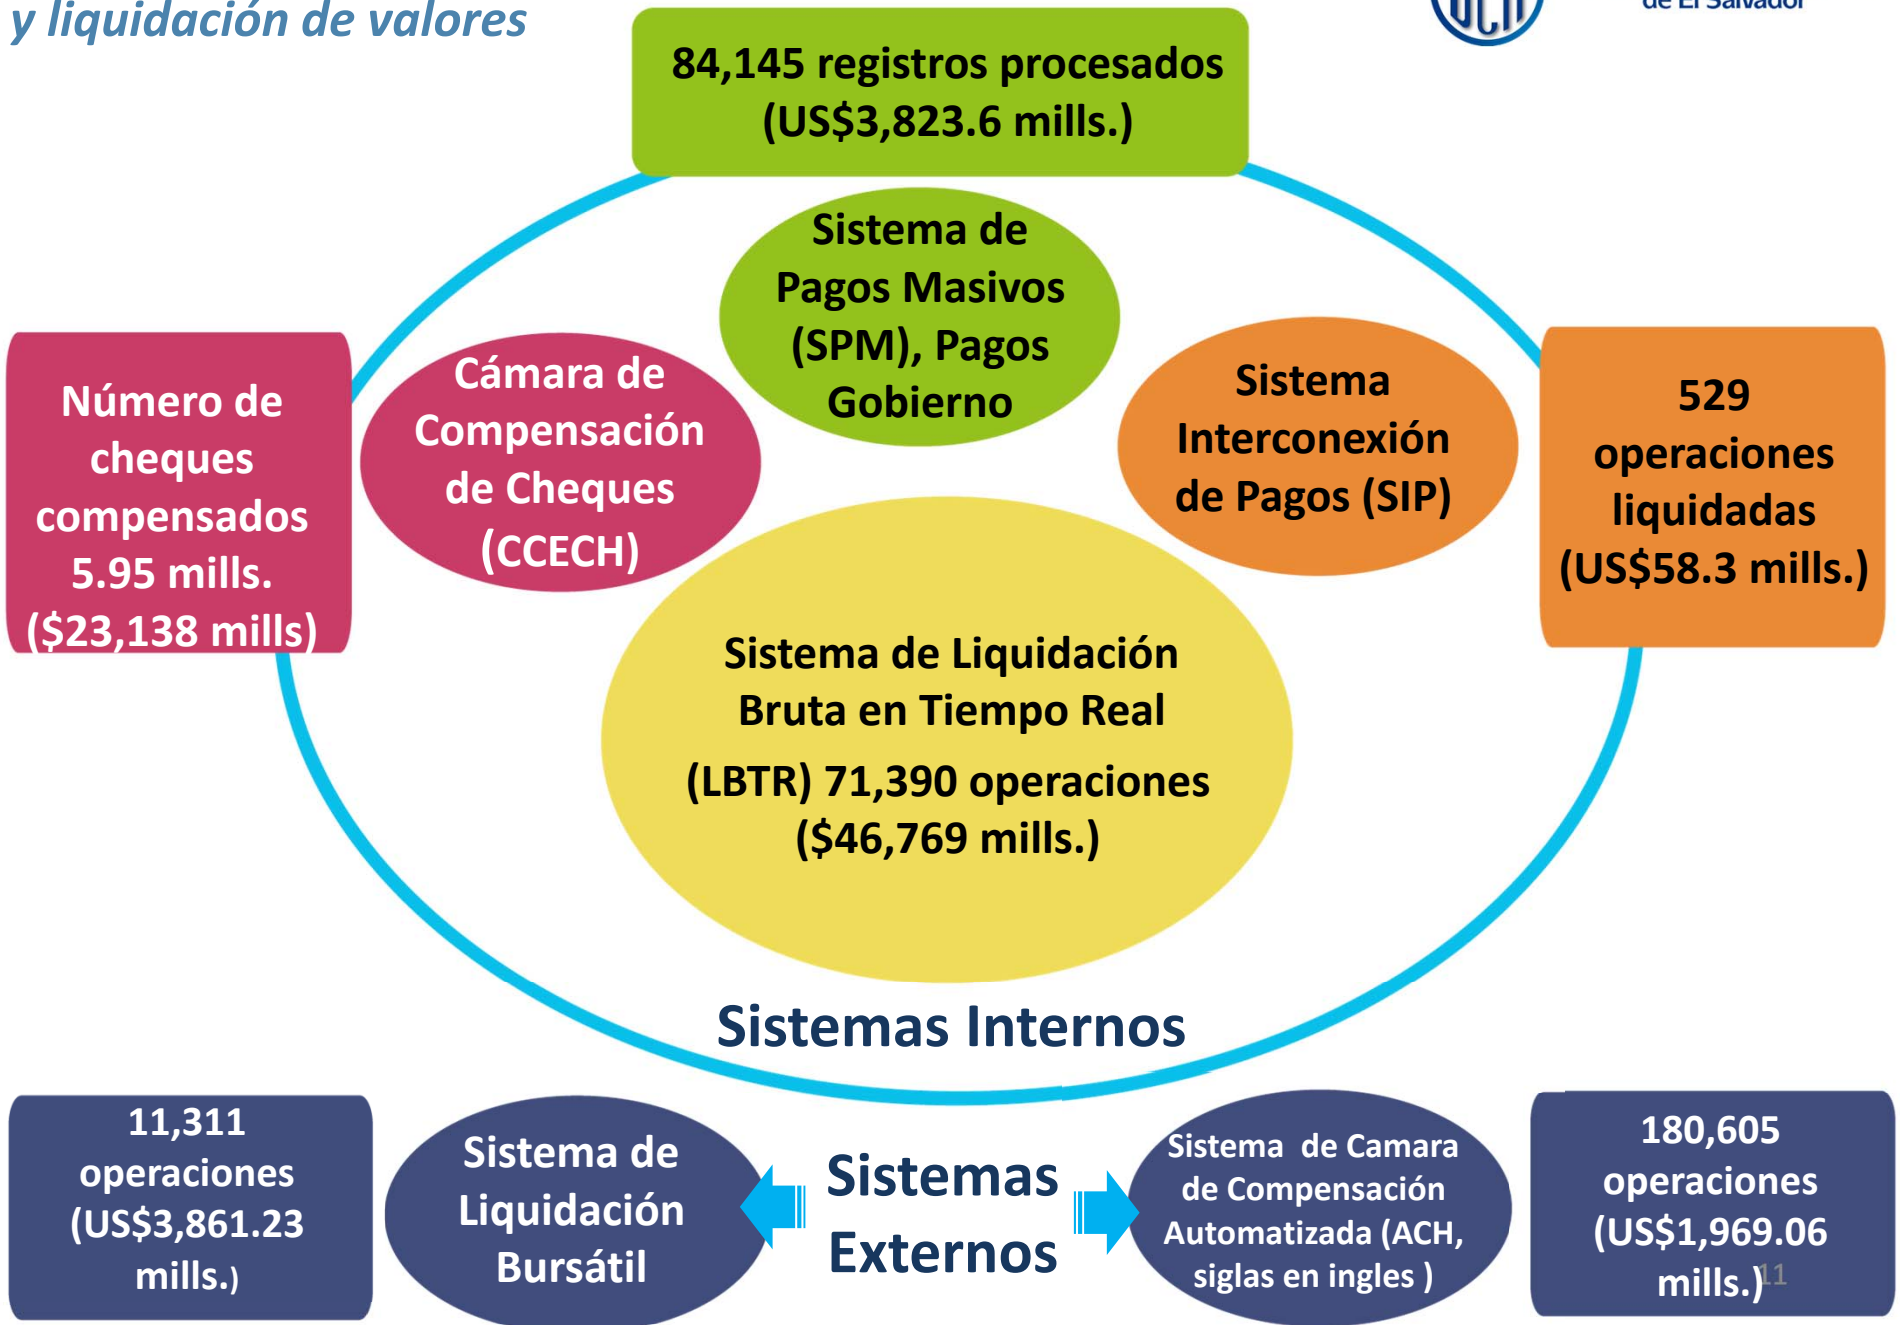 y liquidación de valores
de El Salvador
84,145 registros procesados
(US$3,823.6 mills.)
Sistema de
Pagos Masivos
(SPM), Pagos
Gobierno
Número de
cheques
compensados
5.95 mills.
($23,138 mills)
Cámara de
Compensación
de Cheques
(CCECH)
Sistema
Interconexión
de Pagos (SIP)
529
operaciones
liquidadas
(US$58.3 mills.)
Sistema de Liquidación
Bruta en Tiempo Real
(LBTR) 71,390 operaciones
($46,769 mills.)
Sistemas Internos
11,311
operaciones
(US$3,861.23
mills.)
Sistema de
Liquidación
Bursátil
Sistemas
Externos
Sistema de Camara
de Compensación
Automatizada (ACH,
siglas en ingles )
180,605
operaciones
(US$1,969.06
mills.)
11